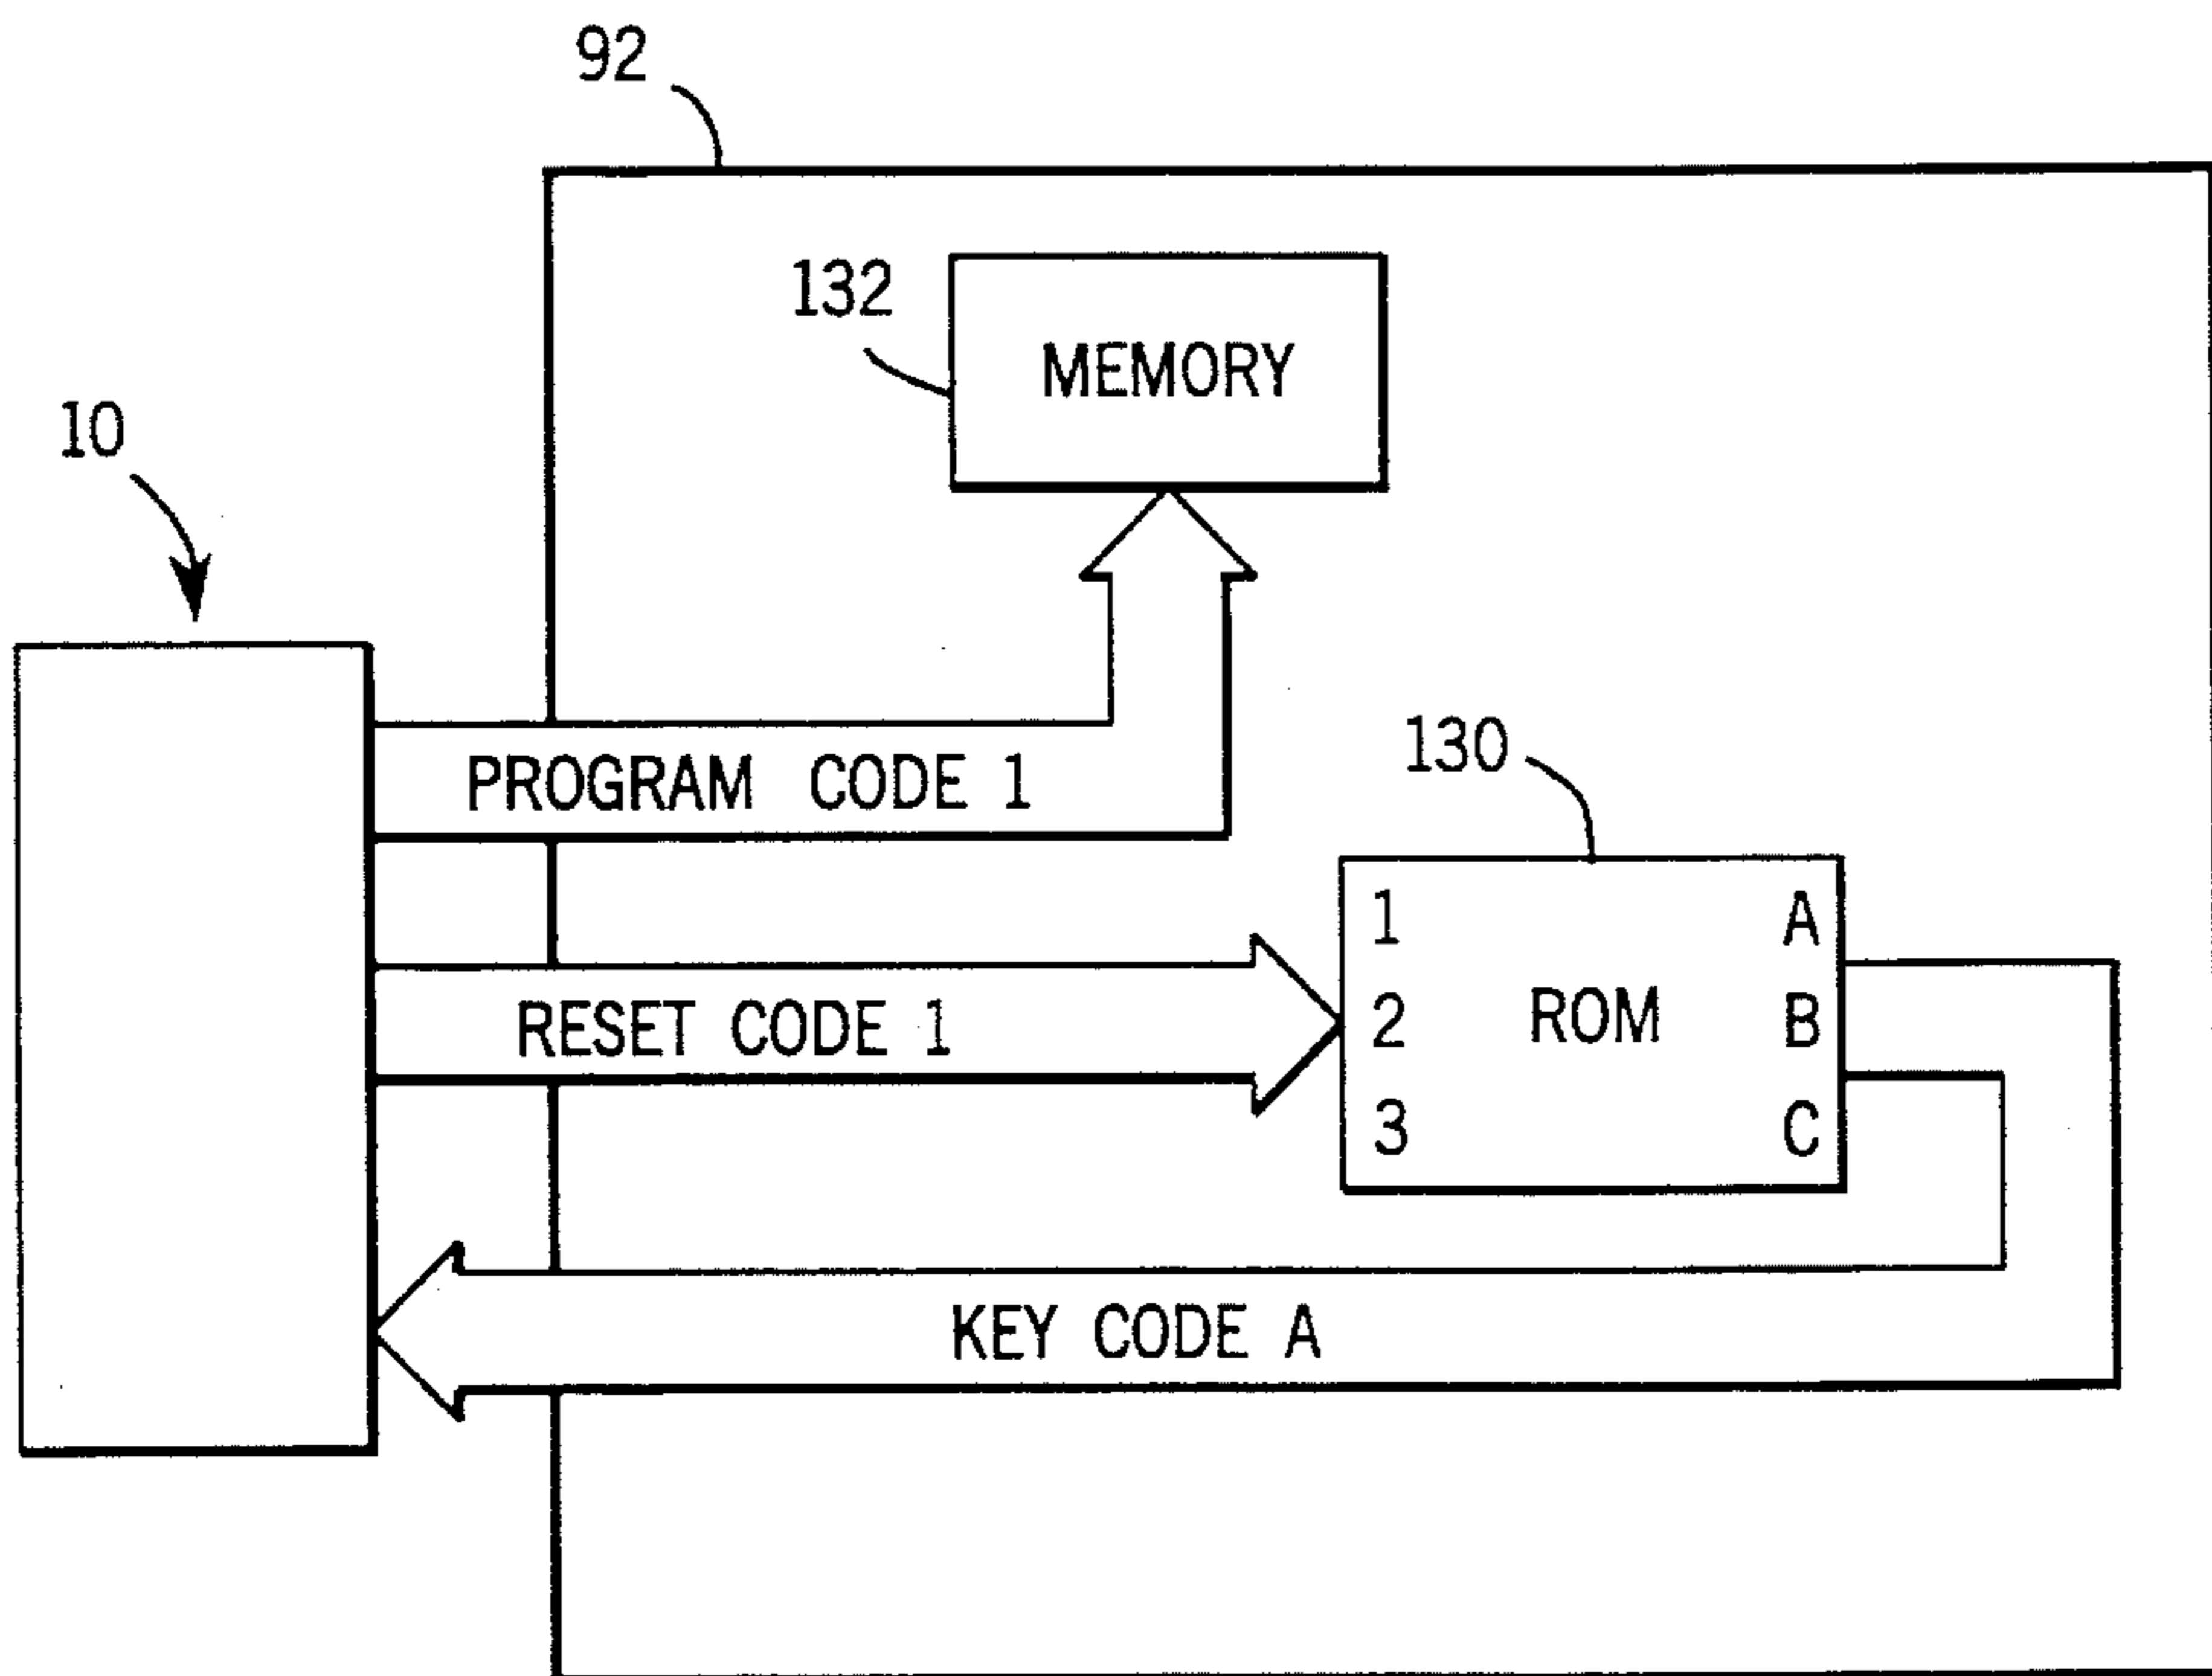 92
132
MEMORY
10
PROGRAM CODE 1
130
1 A
2 ROM B
3 C
RESET CODE 1
KEY CODE A